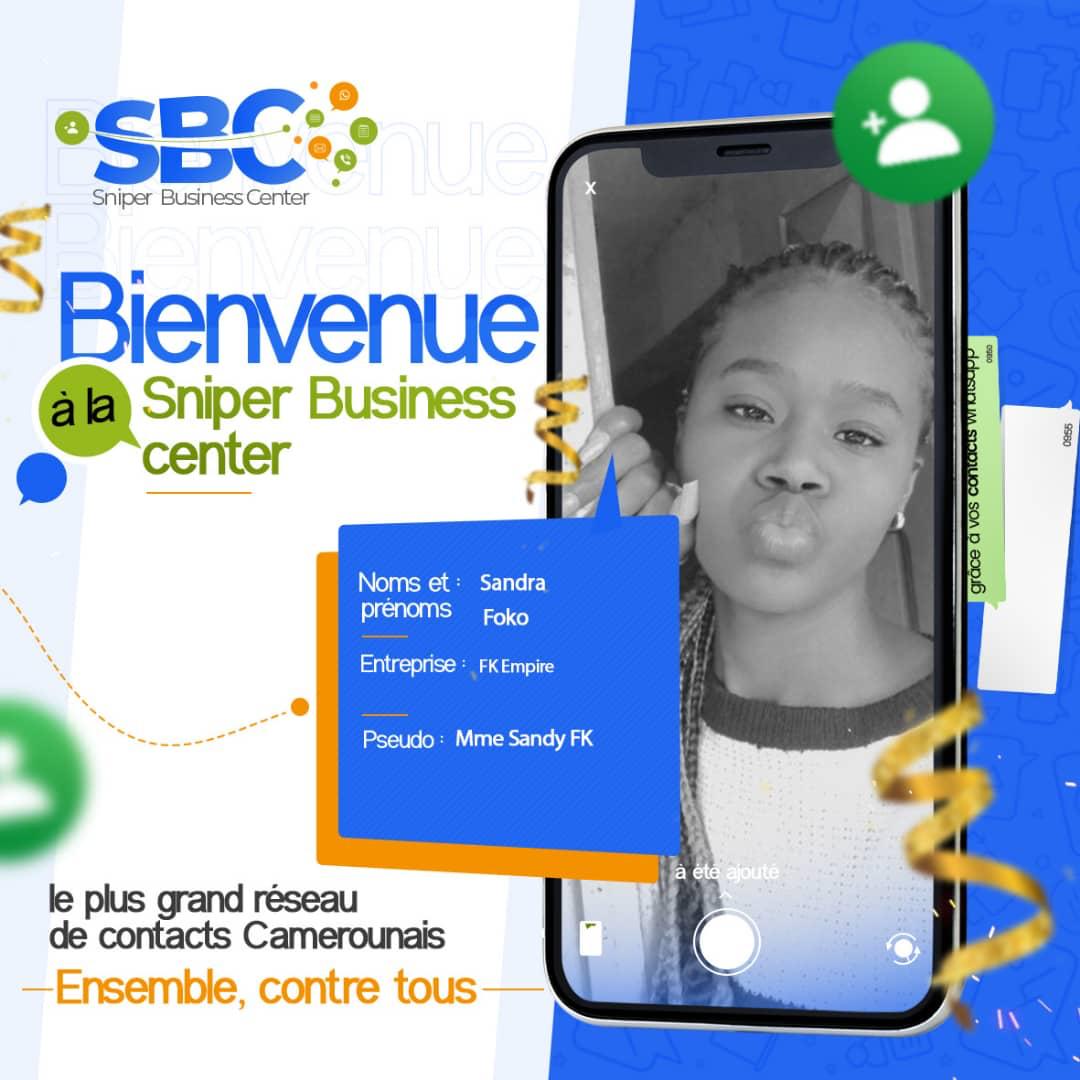 SBC
Sniper Business Center
Bienvenue
Bienvenue
Bienvenue
à la
Sniper Business
center
X
Noms et :
prénoms
Sandra
Foko
Entreprise : FK Empire
Pseudo : Mme Sandy FK
à été ajouté
grâce à vos contacts whatsapp
0950
0955
le plus grand réseau
de contacts Camerounais
Ensemble, contre tous